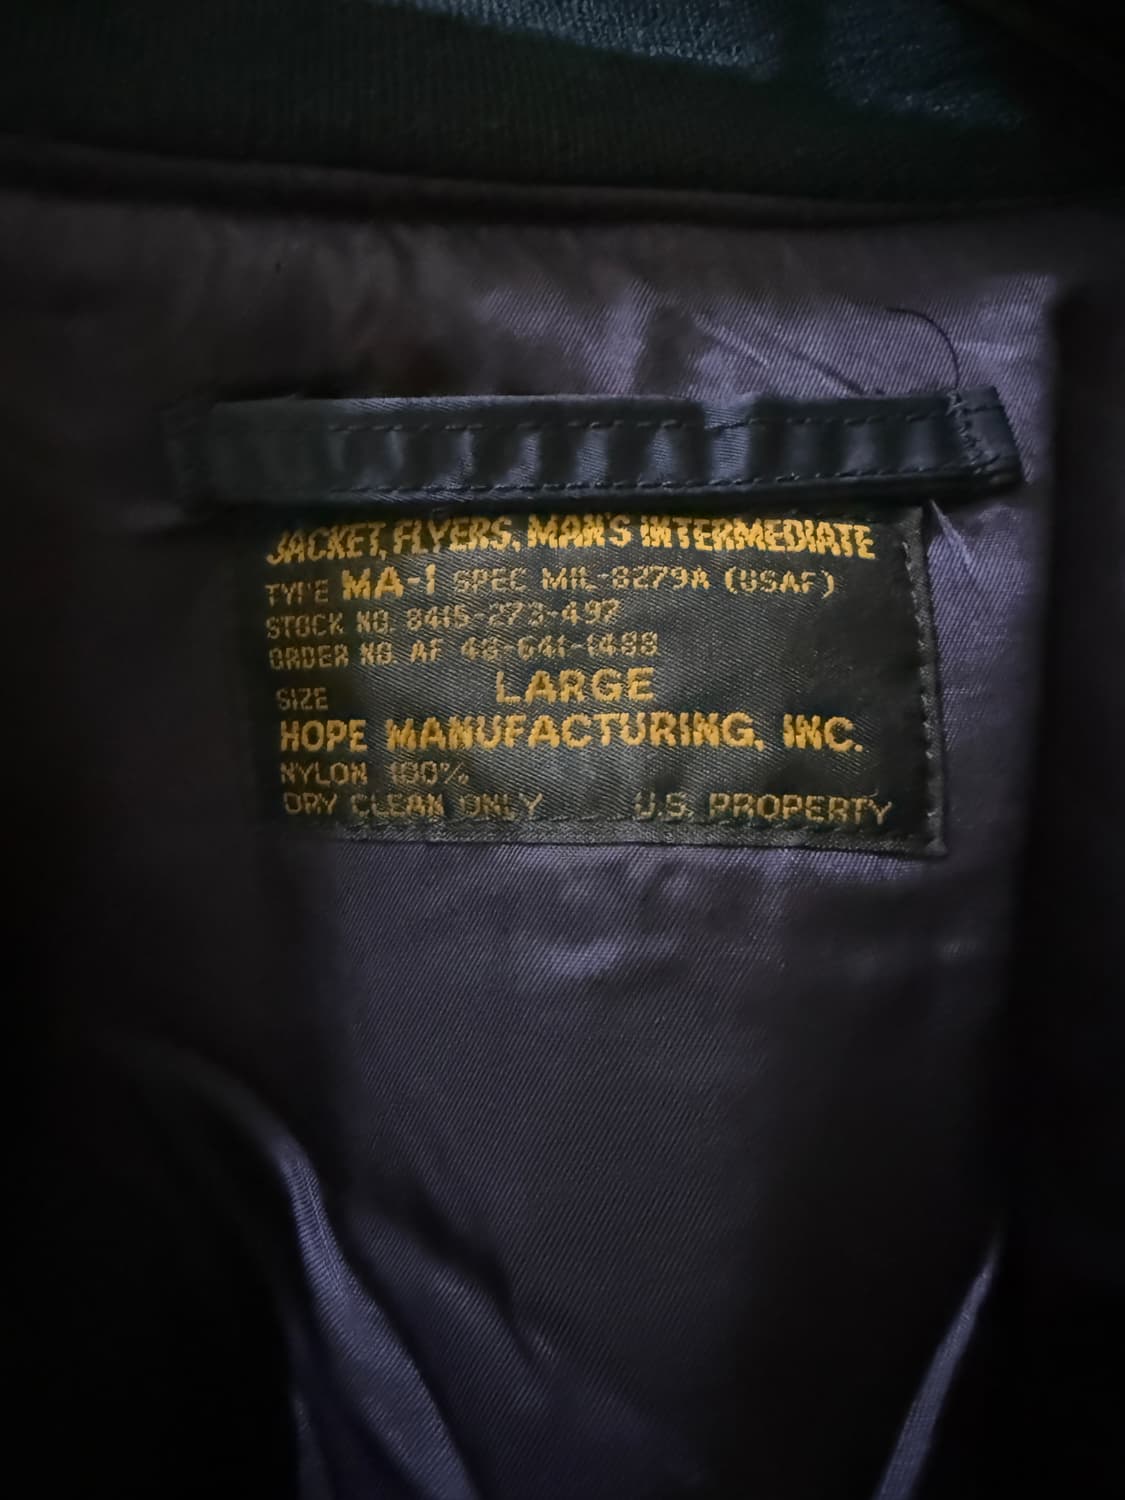 JACKET, FLYERS, MAN'S INTERMEDIATE
TYPE MA-1 SPEC MIL-8279A (USAF)
STOCK NO. 8415-273-497
ORDER NO. AF 48-641-1488
SIZE LARGE
HOPE MANUFACTURING, INC.
NYLON 100%
DRY CLEAN ONLY U.S. PROPERTY